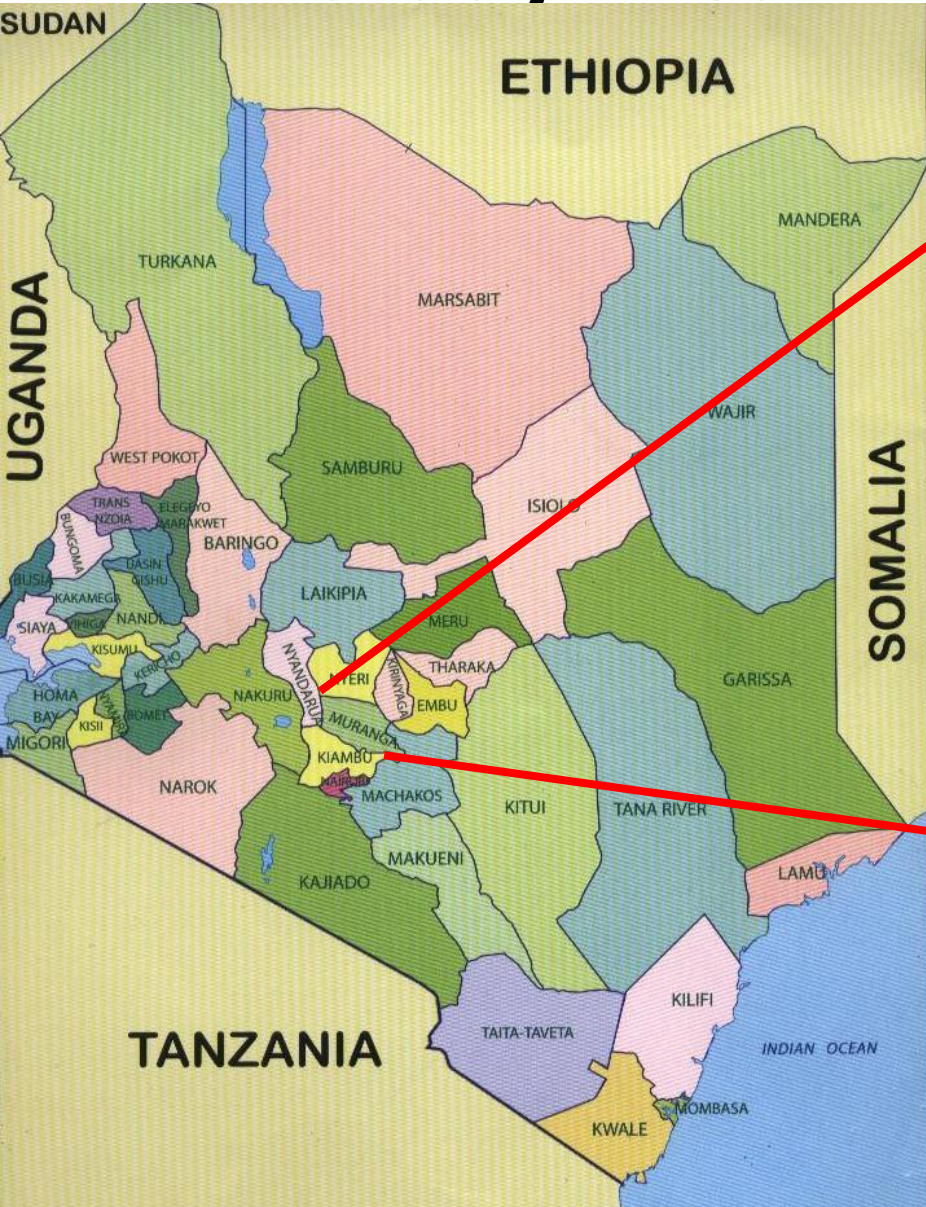 SUDAN
ETHIOPIA
MANDERA
TURKANA
MARSABIT
UGANDA
WAJIR
WEST POKOT
SAMBURU
SOMALIA
TRANS
NZOIA
ELEGEYO
MARAKWET
ISIOLO
BUNGOMA
BARINGO
UASIN
GISHU
BUSIA
KAKAMEGA
LAIKIPIA
SIAYA
VIHIGA
NANDI
MERU
KISUMU
KERICHO
NYANDARUA
NYERI
KIRINYAGA
THARAKA
GARISSA
HOMA
BAY
NYAMIRA
BOMET
NAKURU
EMBU
KISII
MURANGA
MIGORI
KIAMBU
NAROK
NAIROBI
MACHAKOS
KITUI
TANA RIVER
MAKUENI
KAJIADO
LAMU
KILIFI
TANZANIA
TAITA-TAVETA
INDIAN OCEAN
MOMBASA
KWALE